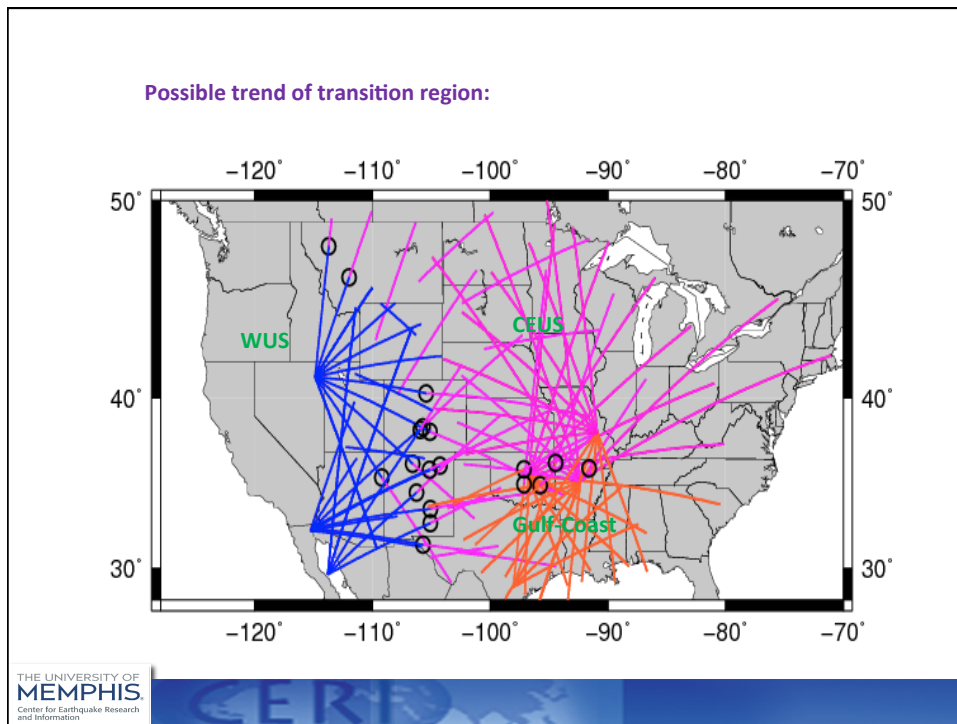 Possible trend of transition region:
−120° −110° −100° −90° −80° −70°
50° 50°
WUS CEUS
40° 40°
Gulf-Coast
30° 30°
−120° −110° −100° −90° −80° −70°
THE UNIVERSITY OF
MEMPHIS.
Center for Earthquake Research
and Information
CERI